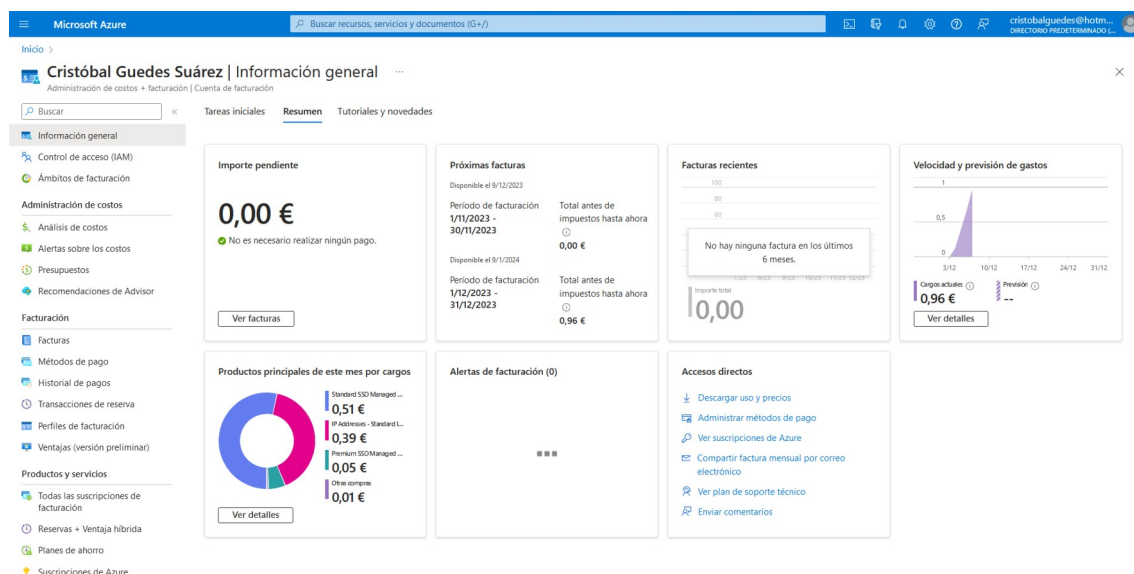 Microsoft Azure
Buscar recursos, servicios y documentos (G+/)
cristobalguedes@hotm...
DIRECTORIO PREDETERMINADO (...
Inicio >
Cristóbal Guedes Suárez | Información general ...
Administración de costos + facturación | Cuenta de facturación
Buscar
«
Información general
Control de acceso (IAM)
Ámbitos de facturación
Administración de costos
Análisis de costos
Alertas sobre los costos
Presupuestos
Recomendaciones de Advisor
Facturación
Facturas
Métodos de pago
Historial de pagos
Transacciones de reserva
Perfiles de facturación
Ventajas (versión preliminar)
Productos y servicios
Todas las suscripciones de
facturación
Reservas + Ventaja híbrida
Planes de ahorro
Suscripciones de Azure
Tareas iniciales Resumen Tutoriales y novedades
Importe pendiente
0,00 €
No es necesario realizar ningún pago.
Ver facturas
Próximas facturas
Disponible el 9/12/2023
Período de facturación
1/11/2023 -
30/11/2023
Total antes de
impuestos hasta ahora
0,00 €
Disponible el 9/1/2024
Período de facturación
1/12/2023 -
31/12/2023
Total antes de
impuestos hasta ahora
0,96 €
Facturas recientes
100
80
60
No hay ninguna factura en los últimos
6 meses.
7/23 8/23 9/23 10/23 11/23 12/23
Importe total
0,00
Velocidad y previsión de gastos
1
0,5
0
3/12 10/12 17/12 24/12 31/12
Cargos actuales
0,96 €
Previsión
--
Ver detalles
Productos principales de este mes por cargos
Standard SSD Managed ...
0,51 €
IP Addresses - Standard I...
0,39 €
Premium SSD Managed ...
0,05 €
Otras compras
0,01 €
Ver detalles
Alertas de facturación (0)
Accesos directos
Descargar uso y precios
Administrar métodos de pago
Ver suscripciones de Azure
Compartir factura mensual por correo
electrónico
Ver plan de soporte técnico
Enviar comentarios